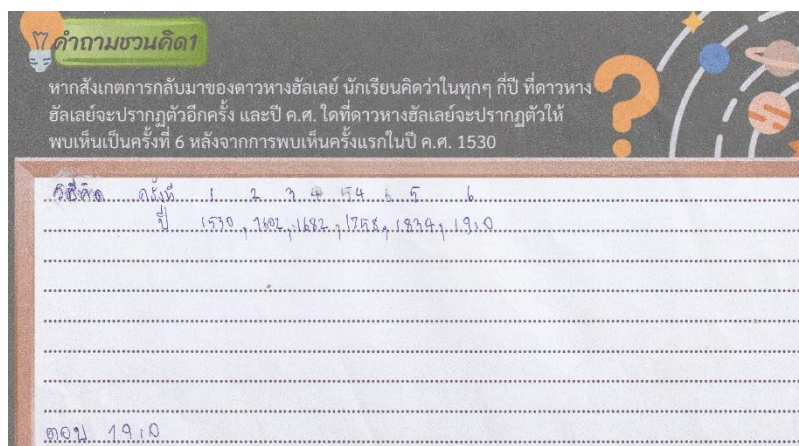 คำถามชวนคิด1
หากสังเกตการกลับมาของดาวหางฮัลเลย์ นักเรียนคิดว่าในทุกๆ กี่ปี ที่ดาวหาง
ฮัลเลย์จะปรากฏตัวอีกครั้ง และปี ค.ศ. ใดที่ดาวหางฮัลเลย์จะปรากฏตัวให้
พบเห็นเป็นครั้งที่ 6 หลังจากการพบเห็นครั้งแรกในปี ค.ศ. 1530
วิธีคิด ครั้งที่ 1 2 3 4 5 6
ปี 1530, 1602, 1682, 1758, 1834, 1910
ตอบ 1910